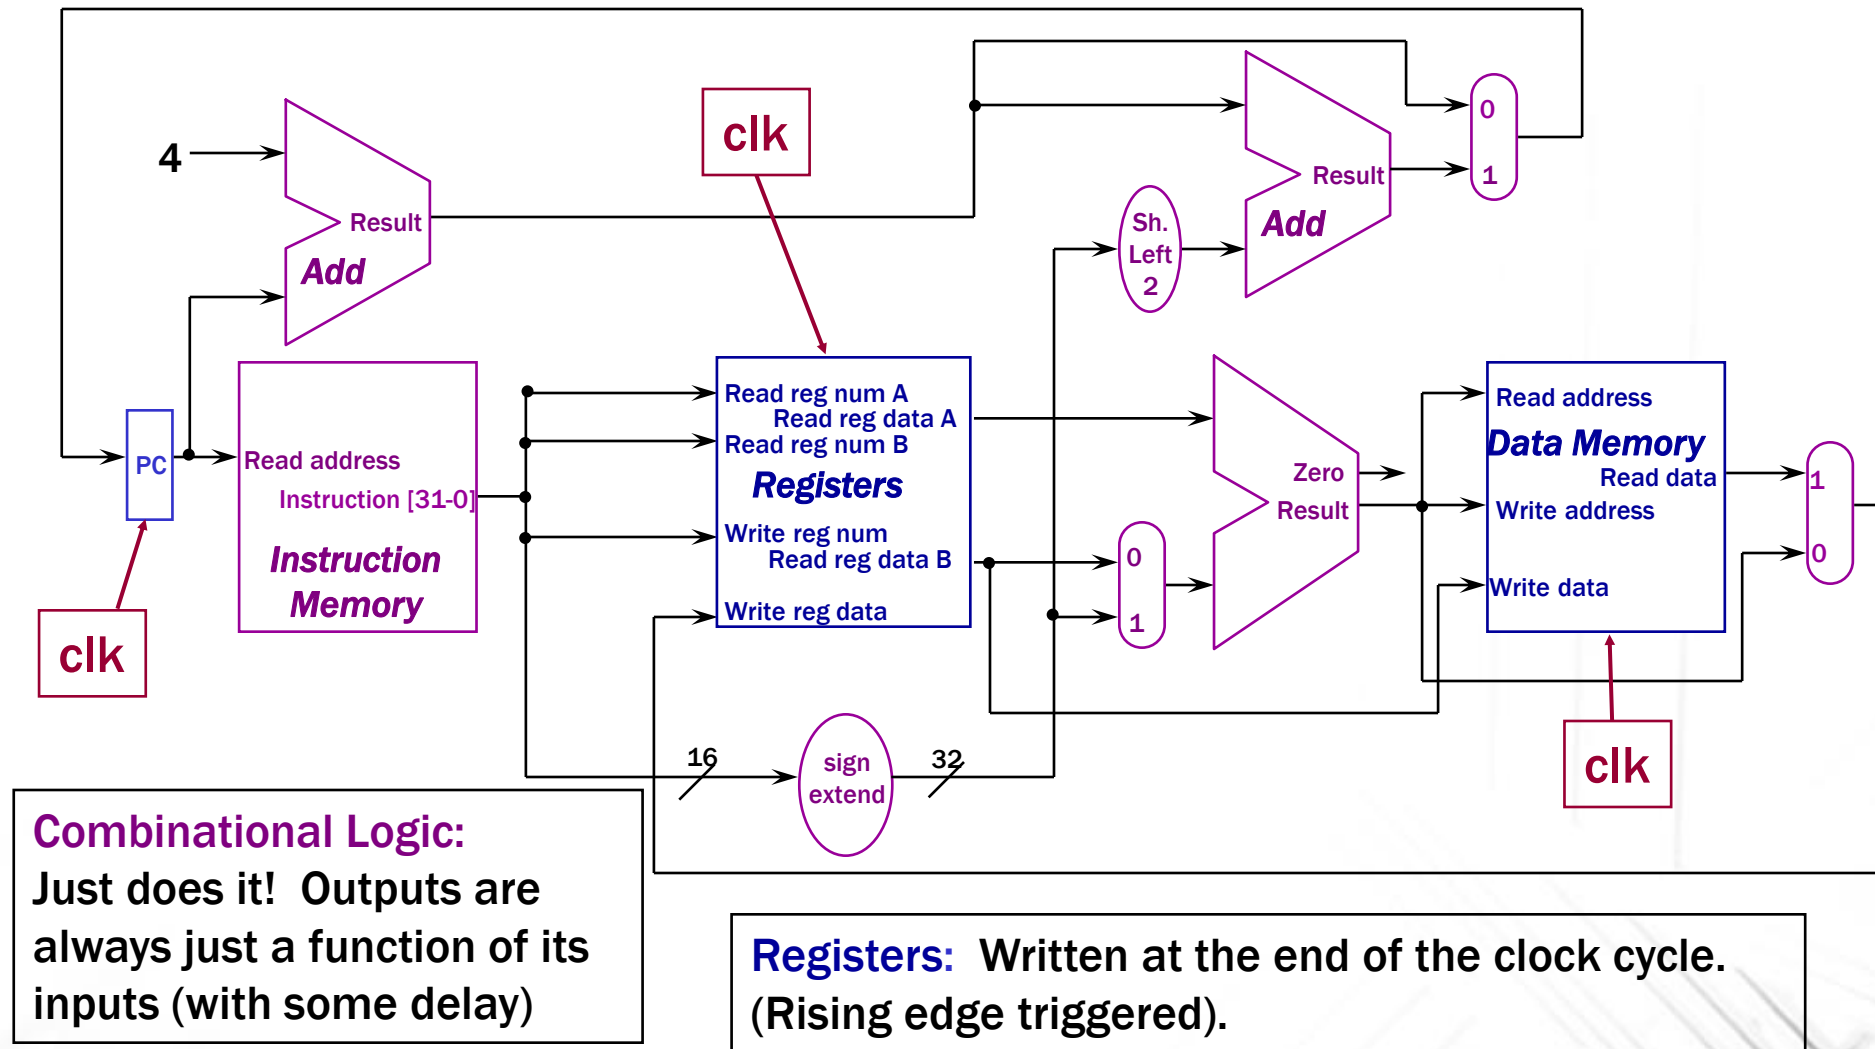 clk
0
1
4
Result
Add
Result
Add
Sh.
Left
2
PC
Read address
Instruction [31-0]
Instruction
Memory
clk
Read reg num A
Read reg data A
Read reg num B
Registers
Write reg num
Read reg data B
Write reg data
0
1
Zero
Result
Read address
Data Memory
Read data
Write address
Write data
1
0
clk
16
sign
extend
32
Combinational Logic:
Just does it! Outputs are
always just a function of its
inputs (with some delay)
Registers: Written at the end of the clock cycle.
(Rising edge triggered).